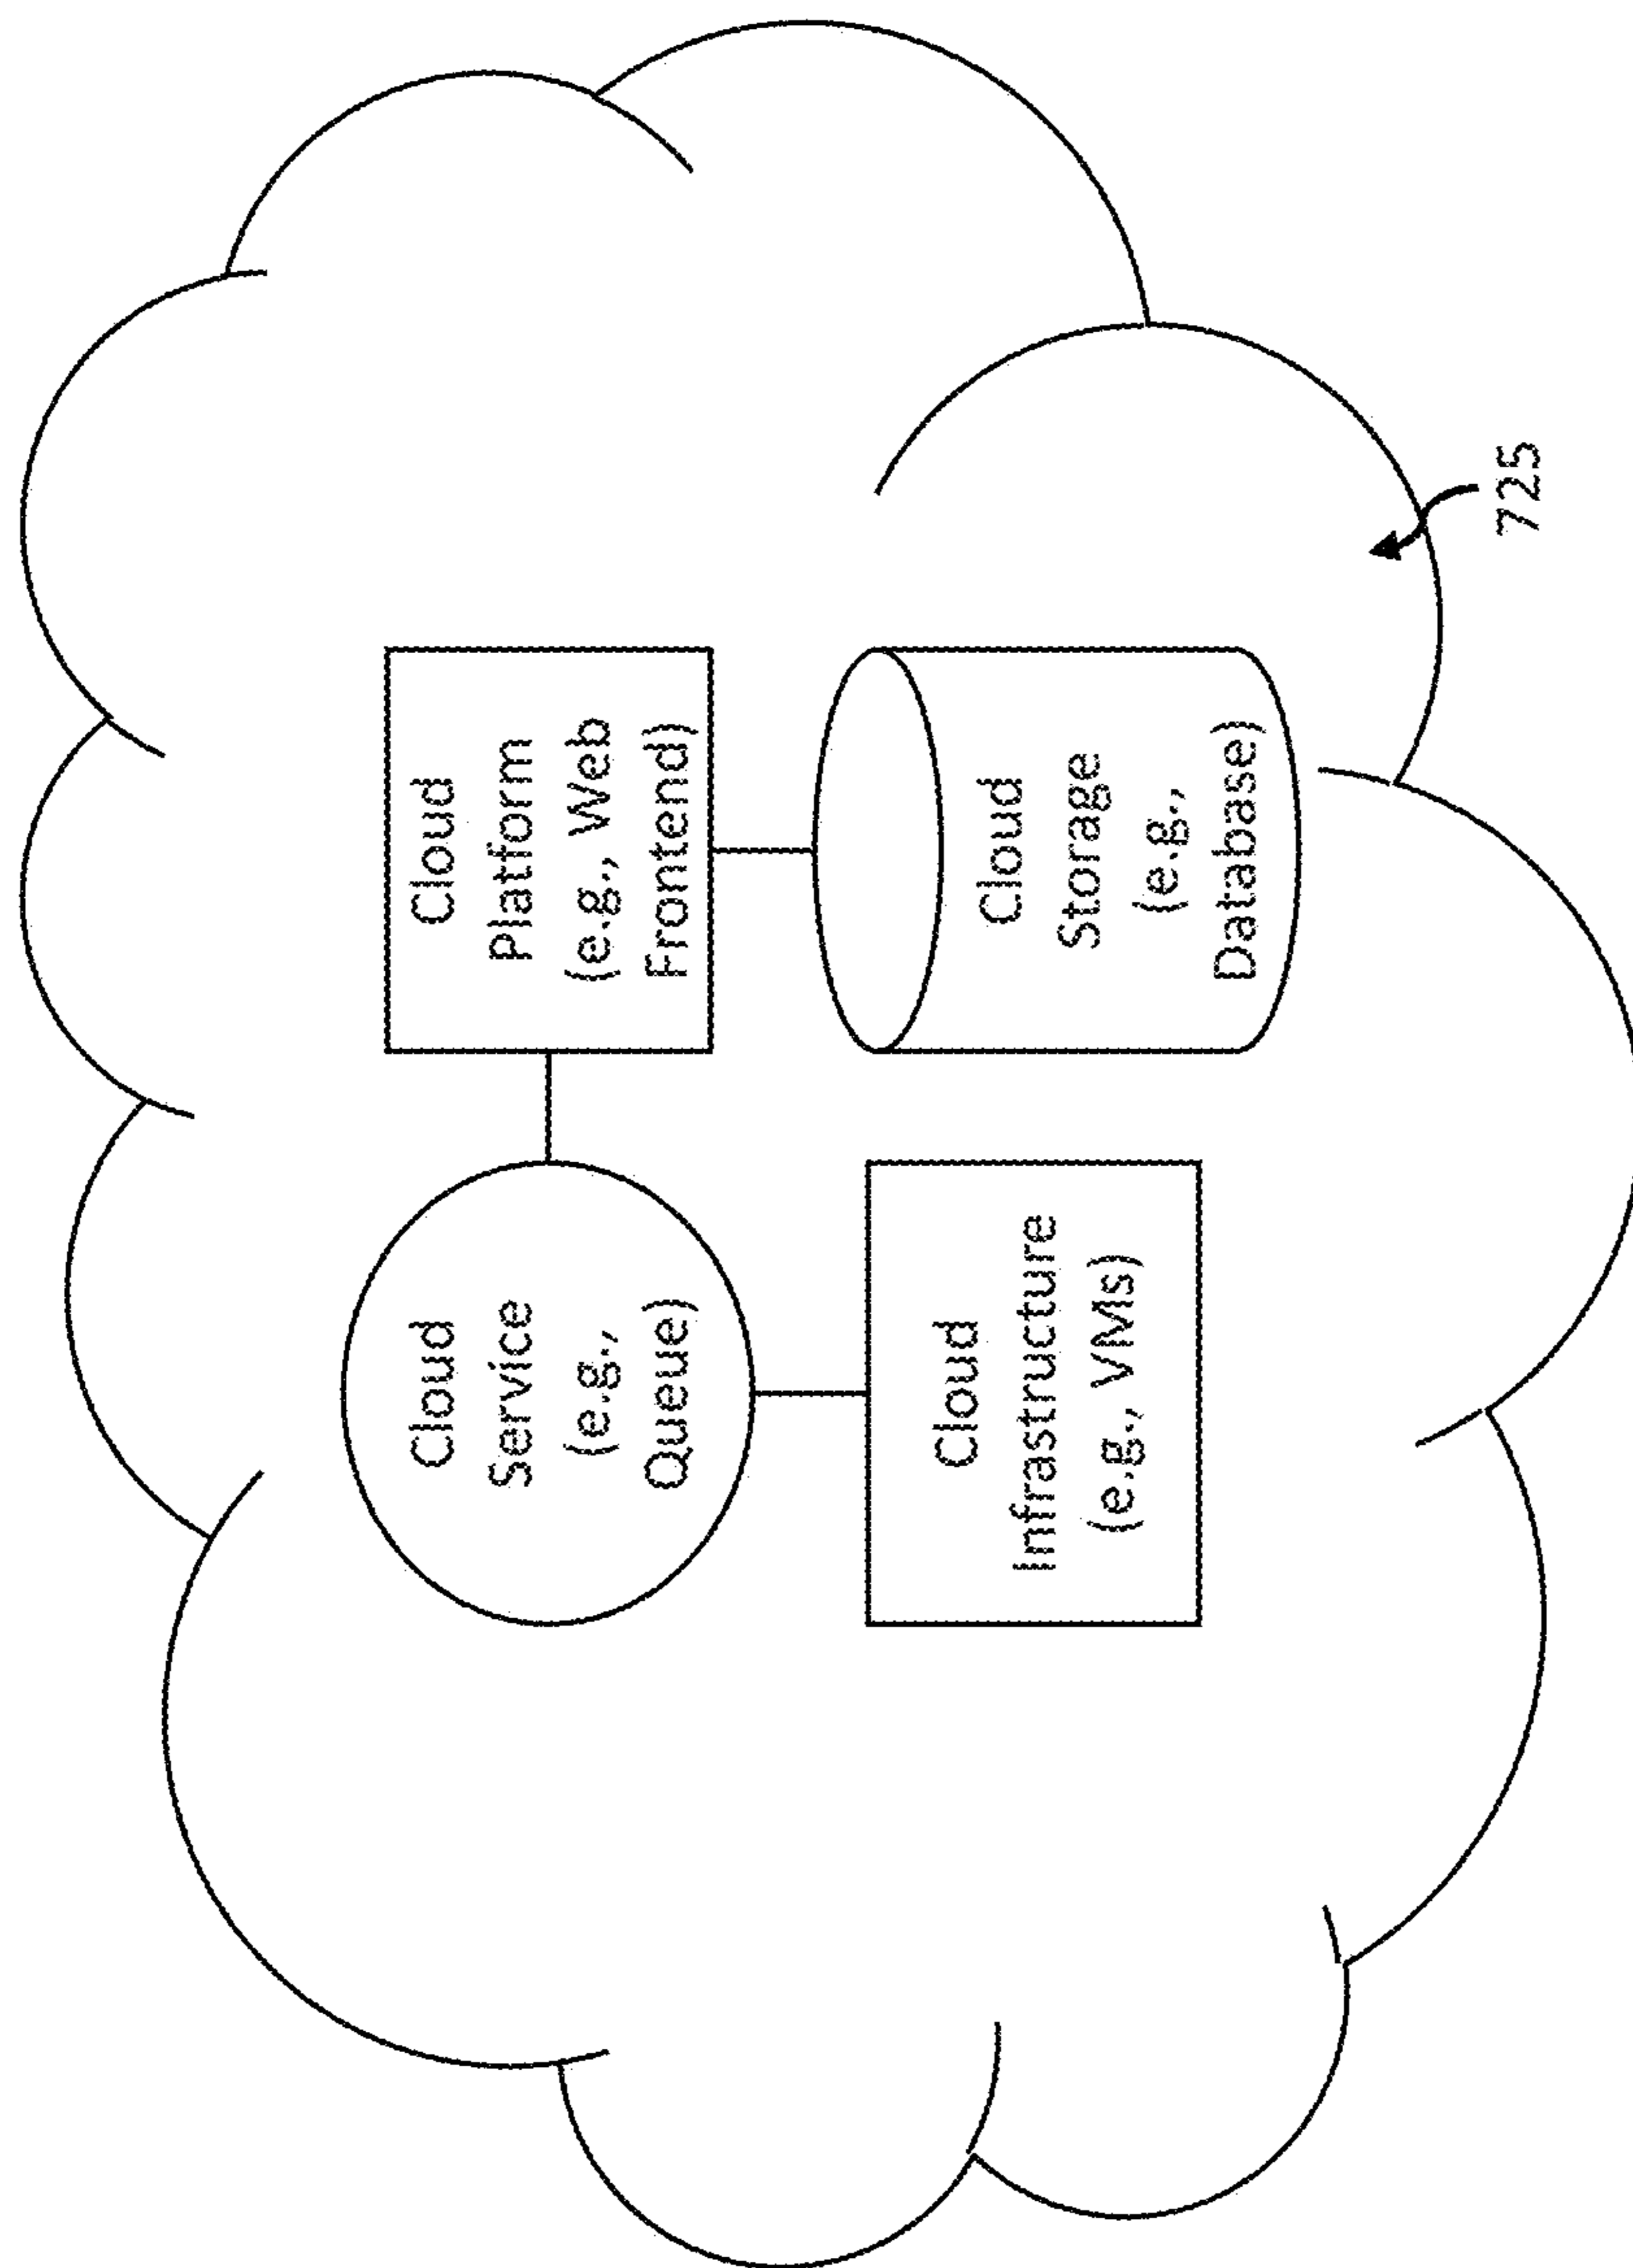 Cloud
Service
(e.g.,
Queue)
Cloud
Platform
(e.g., Web
Frontend)
Cloud
Infrastructure
(e.g., VMs)
Cloud
Storage
(e.g.,
Database)
725